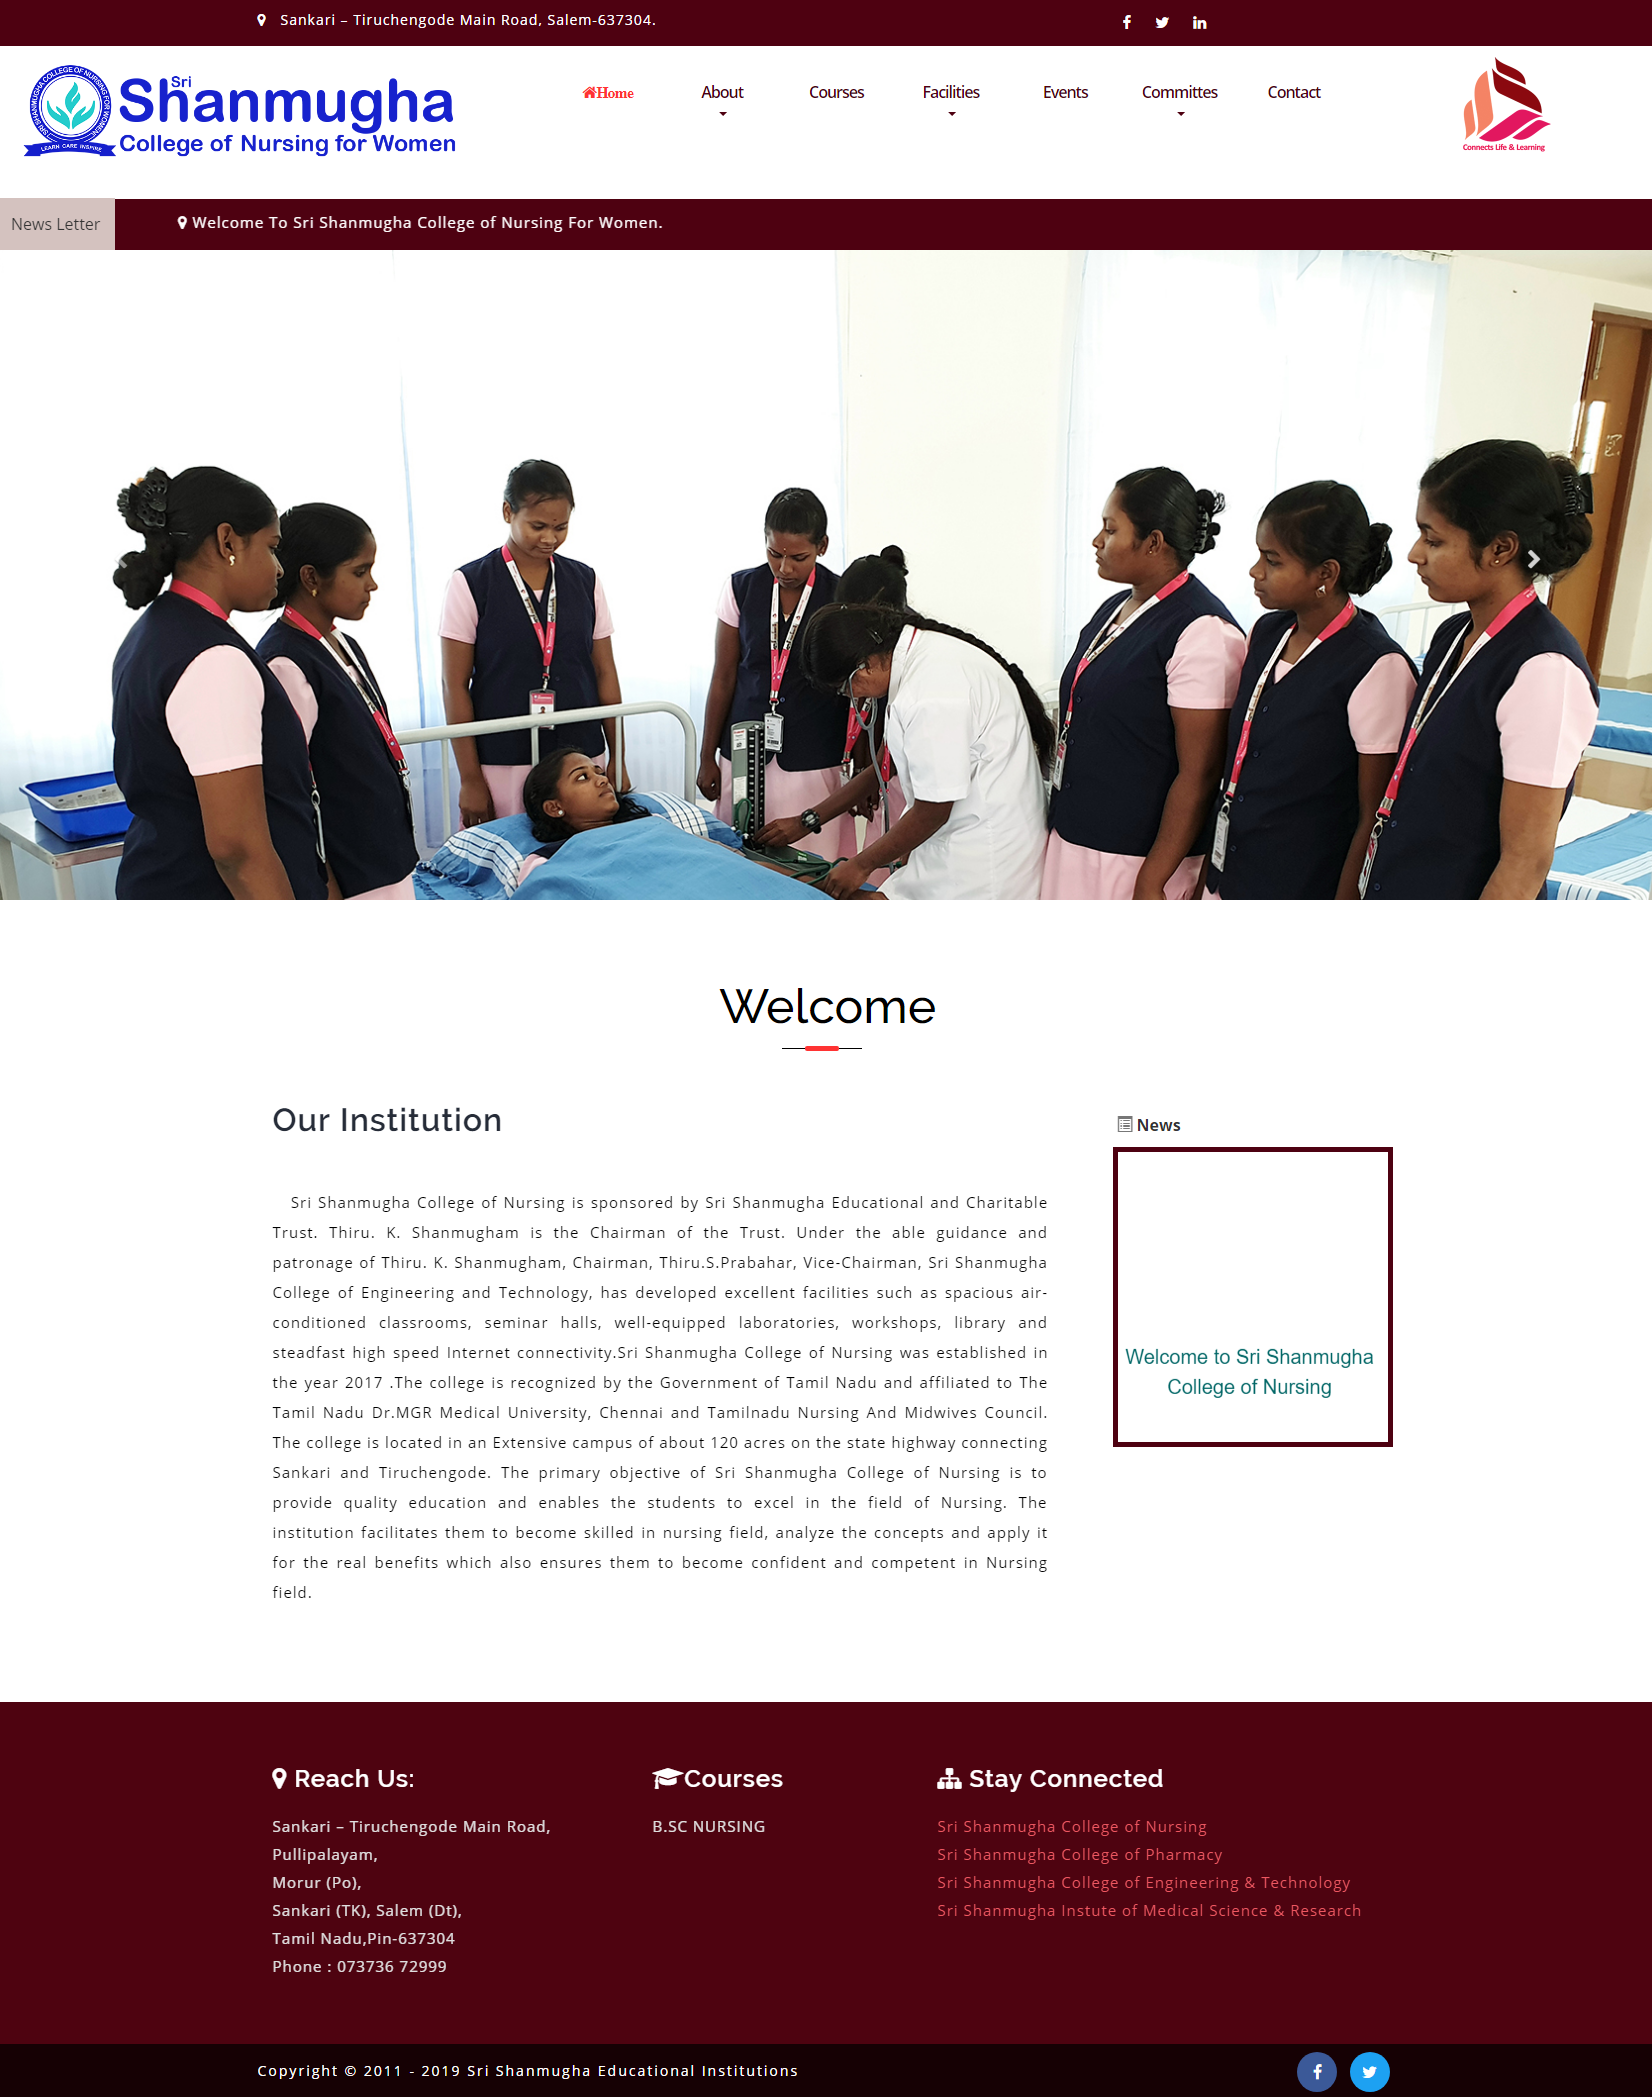 Sankari – Tiruchengode Main Road, Salem-637304.
SRI SHANMUGHA COLLEGE OF NURSING FOR WOMEN
LEARN CARE INSPIRE
Sri
Shanmugha
College of Nursing for Women
Home
About
Courses
Facilities
Events
Committes
Contact
Connects Life & Learning
News Letter
Welcome To Sri Shanmugha College of Nursing For Women.
Welcome
Our Institution
Sri Shanmugha College of Nursing is sponsored by Sri Shanmugha Educational and Charitable
Trust. Thiru. K. Shanmugham is the Chairman of the Trust. Under the able guidance and
patronage of Thiru. K. Shanmugham, Chairman, Thiru.S.Prabahar, Vice-Chairman, Sri Shanmugha
College of Engineering and Technology, has developed excellent facilities such as spacious air-
conditioned classrooms, seminar halls, well-equipped laboratories, workshops, library and
steadfast high speed Internet connectivity.Sri Shanmugha College of Nursing was established in
the year 2017 .The college is recognized by the Government of Tamil Nadu and affiliated to The
Tamil Nadu Dr.MGR Medical University, Chennai and Tamilnadu Nursing And Midwives Council.
The college is located in an Extensive campus of about 120 acres on the state highway connecting
Sankari and Tiruchengode. The primary objective of Sri Shanmugha College of Nursing is to
provide quality education and enables the students to excel in the field of Nursing. The
institution facilitates them to become skilled in nursing field, analyze the concepts and apply it
for the real benefits which also ensures them to become confident and competent in Nursing
field.
News
Welcome to Sri Shanmugha
College of Nursing
Reach Us:
Sankari – Tiruchengode Main Road,
Pullipalayam,
Morur (Po),
Sankari (TK), Salem (Dt),
Tamil Nadu,Pin-637304
Phone : 073736 72999
Courses
B.SC NURSING
Stay Connected
Sri Shanmugha College of Nursing
Sri Shanmugha College of Pharmacy
Sri Shanmugha College of Engineering & Technology
Sri Shanmugha Instute of Medical Science & Research
Copyright © 2011 - 2019 Sri Shanmugha Educational Institutions